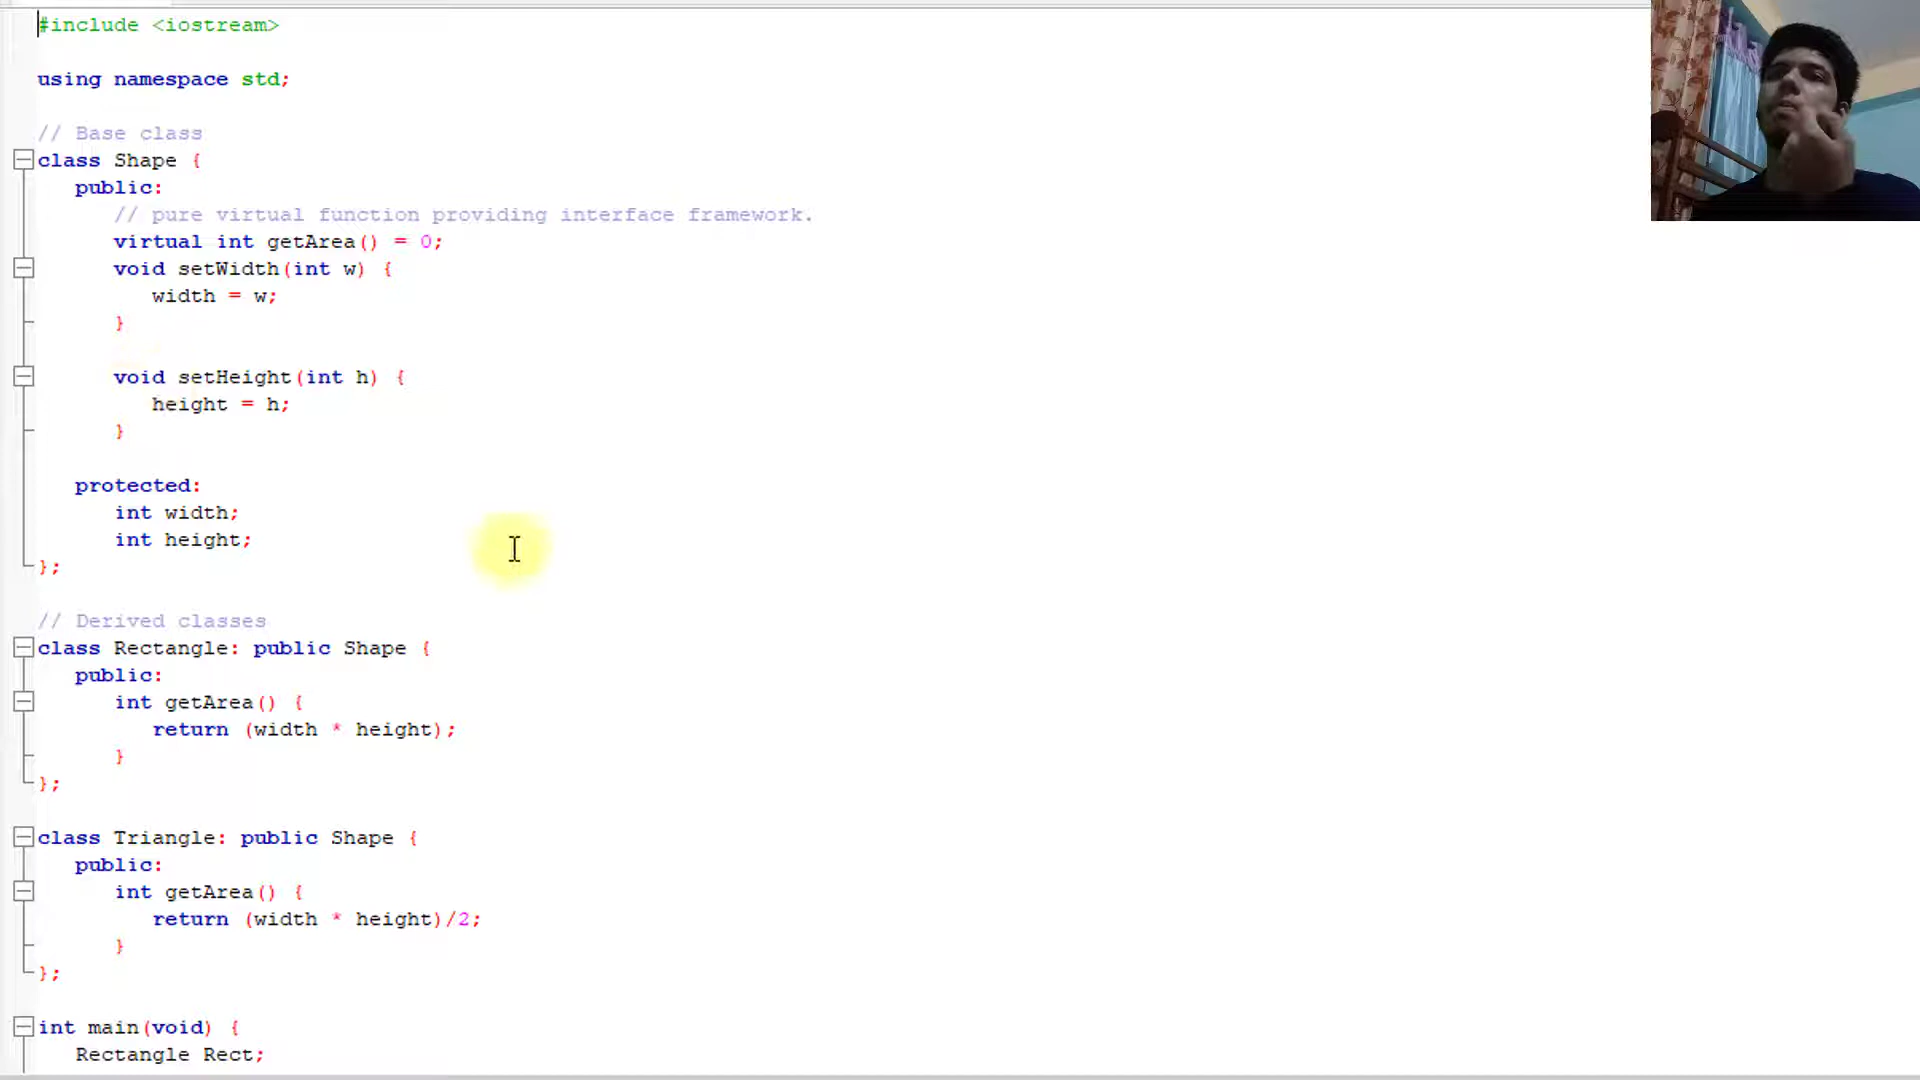 #include <iostream>
using namespace std;
// Base class
class Shape {
public:
// pure virtual function providing interface framework.
virtual int getArea() = 0;
void setWidth(int w) {
width = w;
}
void setHeight(int h) {
height = h;
}
protected:
int width;
int height;
};
// Derived classes
class Rectangle: public Shape {
public:
int getArea() {
return (width * height);
}
};
class Triangle: public Shape {
public:
int getArea() {
return (width * height)/2;
}
};
int main(void) {
Rectangle Rect;